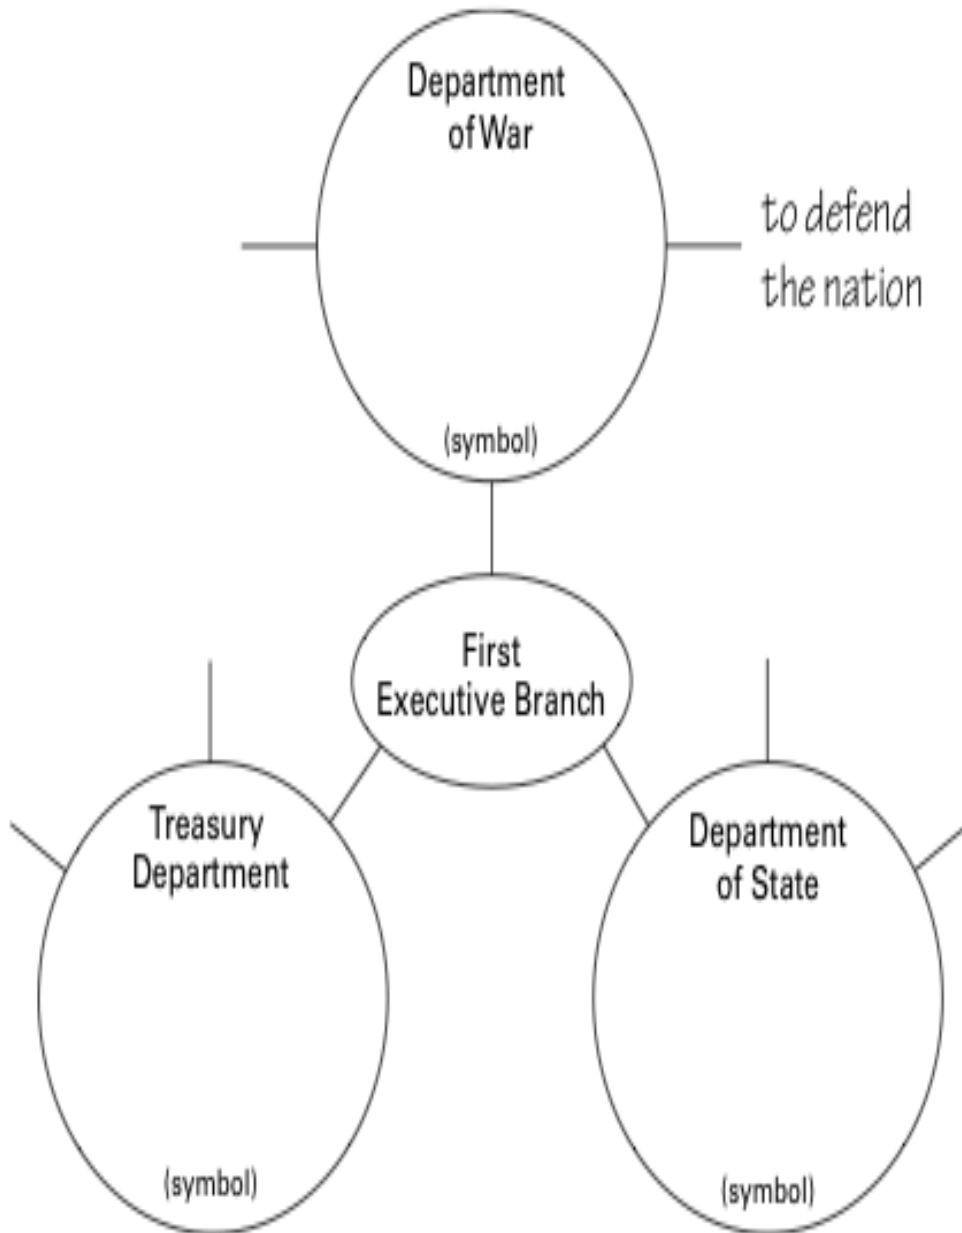 Department
of War
to defend
the nation
(symbol)
First
Executive Branch
Treasury
Department
(symbol)
Department
of State
(symbol)